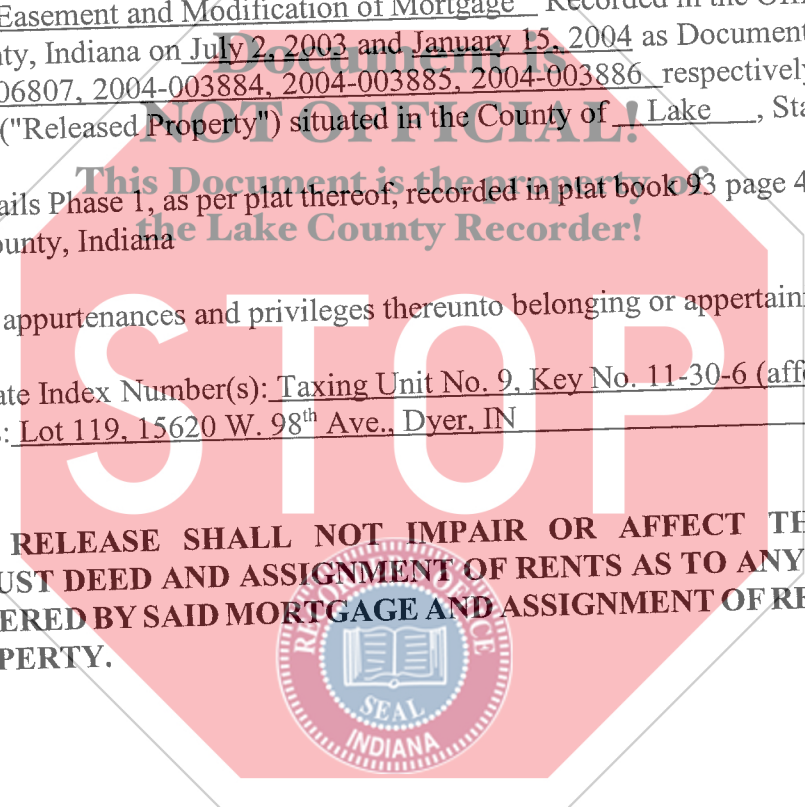 Easement and Modification of Mortgage Recorded in the
ty, Indiana on July 2, 2003 and January 15, 2004 as Document
Document is
06807, 2004-003884, 2004-003885, 2004-003886 respectively
("Released Property") situated in the County of Lake, Sta
NOT OFFICIAL!
This Document is the property of
ails Phase 1, as per plat thereof, recorded in plat book 93 page 4
the Lake County Recorder!
ounty, Indiana
appurtenances and privileges thereunto belonging or appertaini
STOP
ate Index Number(s): Taxing Unit No. 9, Key No. 11-30-6 (affe
: Lot 119, 15620 W. 98th Ave., Dyer, IN
RELEASE SHALL NOT IMPAIR OR AFFECT TH
UST DEED AND ASSIGNMENT OF RENTS AS TO ANY
ERED BY SAID MORTGAGE AND ASSIGNMENT OF RE
PERTY.
SEAL
INDIANA